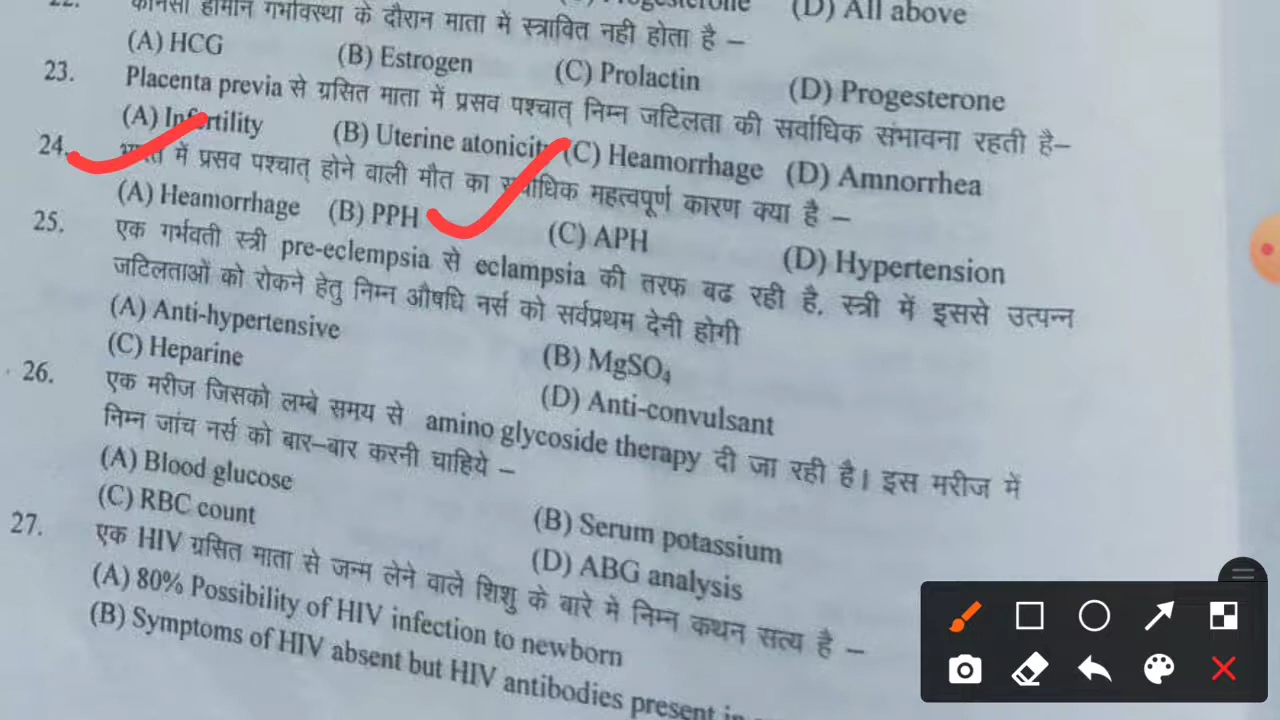 (D) All above
हार्मोन गर्भावस्था के दौरान माता में स्त्रावित नही होता है –
(A) HCG (B) Estrogen (C) Prolactin (D) Progesterone
23. Placenta previa से ग्रसित माता में प्रसव पश्चात् निम्न जटिलता की सर्वाधिक संभावना रहती है–
(A) Infertility (B) Uterine atonicity (C) Heamorrhage (D) Amnorrhea
24. भारत में प्रसव पश्चात् होने वाली मौत का सर्वाधिक महत्वपूर्ण कारण क्या है –
(A) Heamorrhage (B) PPH (C) APH (D) Hypertension
25. एक गर्भवती स्त्री pre-eclempsia से eclampsia की तरफ बढ रही है. स्त्री में इससे उत्पन्न
जटिलताओं को रोकने हेतु निम्न औषधि नर्स को सर्वप्रथम देनी होगी
(A) Anti-hypertensive (B) MgSO₄
(C) Heparine (D) Anti-convulsant
26. एक मरीज जिसको लम्बे समय से amino glycoside therapy दी जा रही है। इस मरीज में
निम्न जांच नर्स को बार–बार करनी चाहिये –
(A) Blood glucose (B) Serum potassium
(C) RBC count (D) ABG analysis
27. एक HIV ग्रसित माता से जन्म लेने वाले शिशु के बारे मे निम्न कथन सत्य है –
(A) 80% Possibility of HIV infection to newborn
(B) Symptoms of HIV absent but HIV antibodies present in